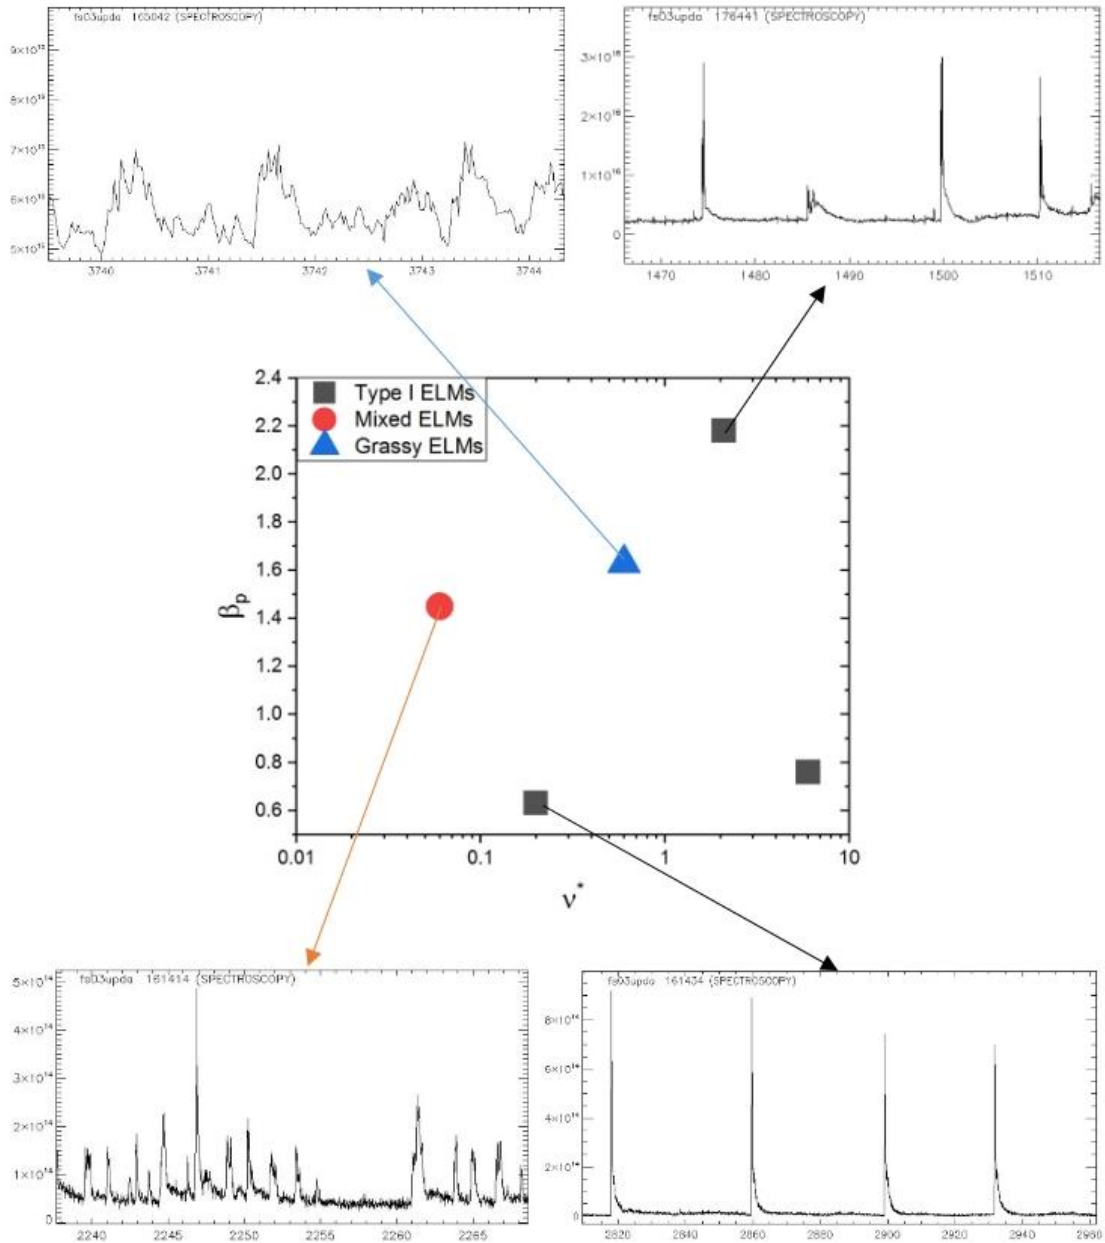 fs03upda 165042 (SPECTROSCOPY)
9×10¹⁵
8×10¹⁵
7×10¹⁵
6×10¹⁵
5×10¹⁵
3740 3741 3742 3743 3744
fs03upda 176441 (SPECTROSCOPY)
3×10¹⁶
2×10¹⁶
1×10¹⁶
0
1470 1480 1490 1500 1510
Type I ELMs
Mixed ELMs
Grassy ELMs
2.4
2.2
2.0
1.8
1.6
1.4
1.2
1.0
0.8
0.6
βp
0.01 0.1 1 10
ν*
fs03upda 161414 (SPECTROSCOPY)
5×10¹⁴
4×10¹⁴
3×10¹⁴
2×10¹⁴
1×10¹⁴
0
2240 2245 2250 2255 2260 2265
fs03upda 161434 (SPECTROSCOPY)
8×10¹⁴
6×10¹⁴
4×10¹⁴
2×10¹⁴
0
2820 2840 2860 2880 2900 2920 2940 2960